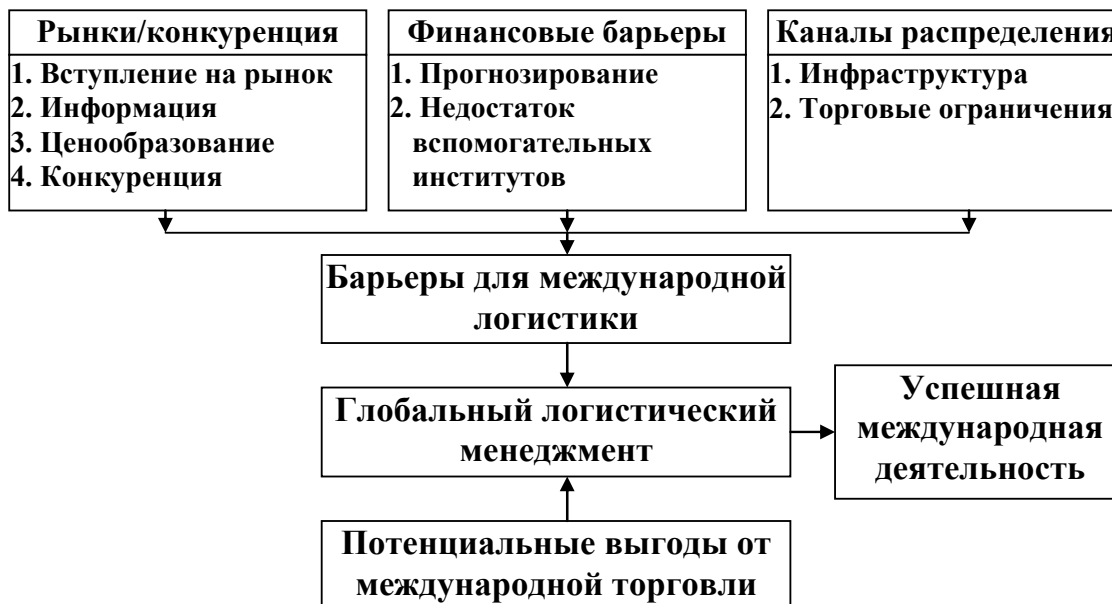 Рынки/конкуренция
1. Вступление на рынок
2. Информация
3. Ценообразование
4. Конкуренция
Финансовые барьеры
1. Прогнозирование
2. Недостаток
вспомогательных
институтов
Каналы распределения
1. Инфраструктура
2. Торговые ограничения
Барьеры для международной
логистики
Глобальный логистический
менеджмент
Успешная
международная
деятельность
Потенциальные выгоды от
международной торговли